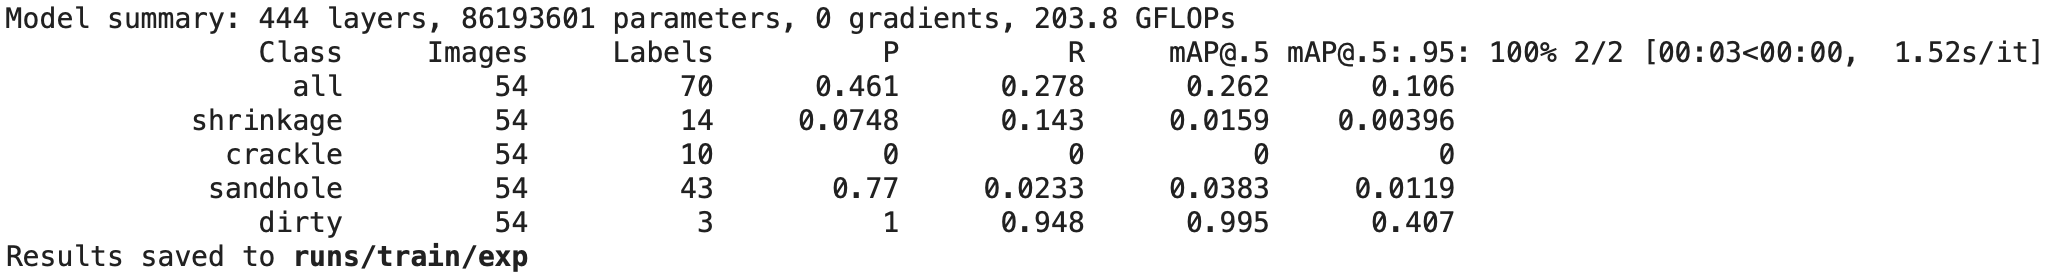 Model summary: 444 layers, 86193601 parameters, 0 gradients, 203.8 GFLOPs
Class Images Labels P R mAP@.5 mAP@.5:.95: 100% 2/2 [00:03<00:00, 1.52s/it]
all 54 70 0.461 0.278 0.262 0.106
shrinkage 54 14 0.0748 0.143 0.0159 0.00396
crackle 54 10 0 0 0 0
sandhole 54 43 0.77 0.0233 0.0383 0.0119
dirty 54 3 1 0.948 0.995 0.407
Results saved to runs/train/exp